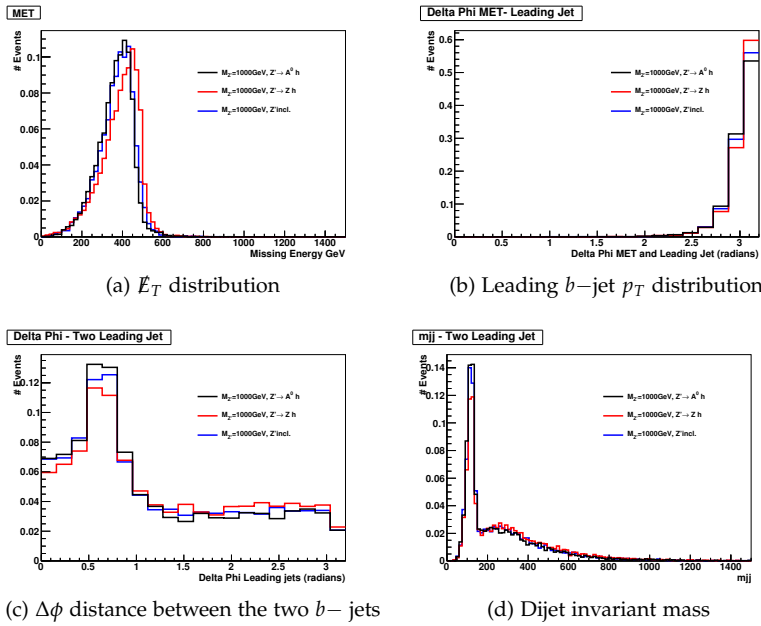 MET
# Events
0.1
0.08
0.06
0.04
0.02
0
M_Z'=1000GeV, Z'→ A⁰ h
M_Z'=1000GeV, Z'→ Z h
M_Z'=1000GeV, Z'incl.
0 200 400 600 800 1000 1200 1400
Missing Energy GeV
(a) E̸_T distribution
Delta Phi MET- Leading Jet
# Events
0.6
0.5
0.4
0.3
0.2
0.1
0.0
M_Z'=1000GeV, Z'→ A⁰ h
M_Z'=1000GeV, Z'→ Z h
M_Z'=1000GeV, Z'incl.
0 0.5 1 1.5 2 2.5 3
Delta Phi MET and Leading Jet (radians)
(b) Leading b−jet p_T distribution
Delta Phi - Two Leading Jet
# Events
0.12
0.1
0.08
0.06
0.04
0.02
0
M_Z'=1000GeV, Z'→ A⁰ h
M_Z'=1000GeV, Z'→ Z h
M_Z'=1000GeV, Z'incl.
0 0.5 1 1.5 2 2.5 3
Delta Phi Leading jets (radians)
(c) Δϕ distance between the two b− jets
mjj - Two Leading Jet
# Events
0.14
0.12
0.1
0.08
0.06
0.04
0.02
0
M_Z'=1000GeV, Z'→ A⁰ h
M_Z'=1000GeV, Z'→ Z h
M_Z'=1000GeV, Z'incl.
0 200 400 600 800 1000 1200 1400
mjj
(d) Dijet invariant mass